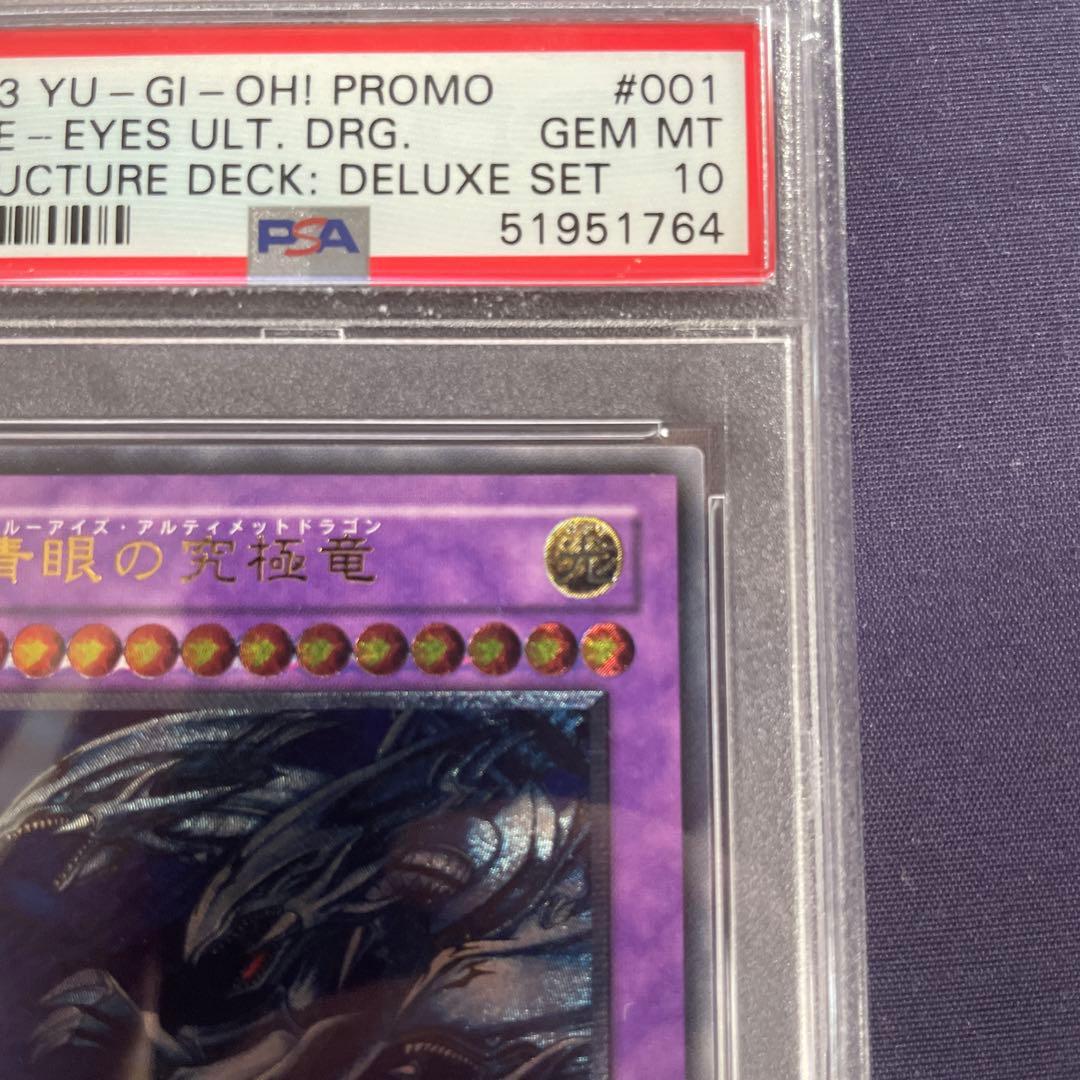 3 YU-GI-OH! PROMO #001
E-EYES ULT. DRG. GEM MT
UCTURE DECK: DELUXE SET 10
PSA 51951764
ルーアイズ・アルティメットドラゴン
青眼の究極竜
光